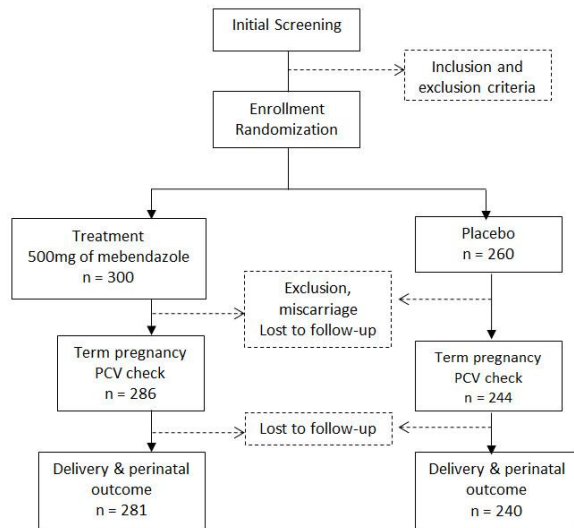 Initial Screening
Inclusion and
exclusion criteria
Enrollment
Randomization
Treatment
500mg of mebendazole
n = 300
Placebo
n = 260
Exclusion,
miscarriage
Lost to follow-up
Term pregnancy
PCV check
n = 286
Term pregnancy
PCV check
n = 244
Lost to follow-up
Delivery & perinatal
outcome
n = 281
Delivery & perinatal
outcome
n = 240